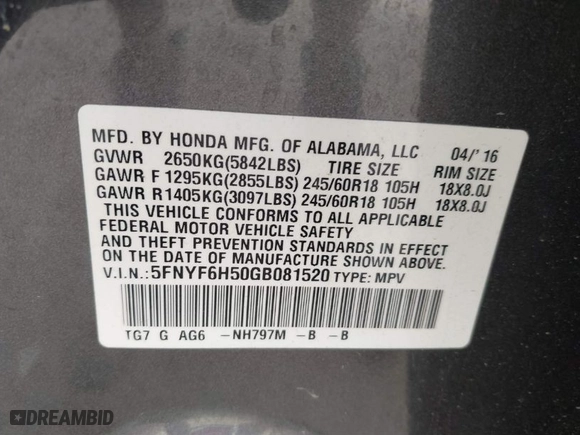 MFD. BY HONDA MFG. OF ALABAMA, LLC 04/'16
GVWR 2650KG(5842LBS) TIRE SIZE RIM SIZE
GAWR F 1295KG(2855LBS) 245/60R18 105H 18X8.0J
GAWR R 1405KG(3097LBS) 245/60R18 105H 18X8.0J
THIS VEHICLE CONFORMS TO ALL APPLICABLE
FEDERAL MOTOR VEHICLE SAFETY
AND THEFT PREVENTION STANDARDS IN EFFECT
ON THE DATE OF MANUFACTURE SHOWN ABOVE.
V.I.N.:5FNYF6H50GB081520 TYPE: MPV
TG7 G AG6 -NH797M -B -B
DREAMBID